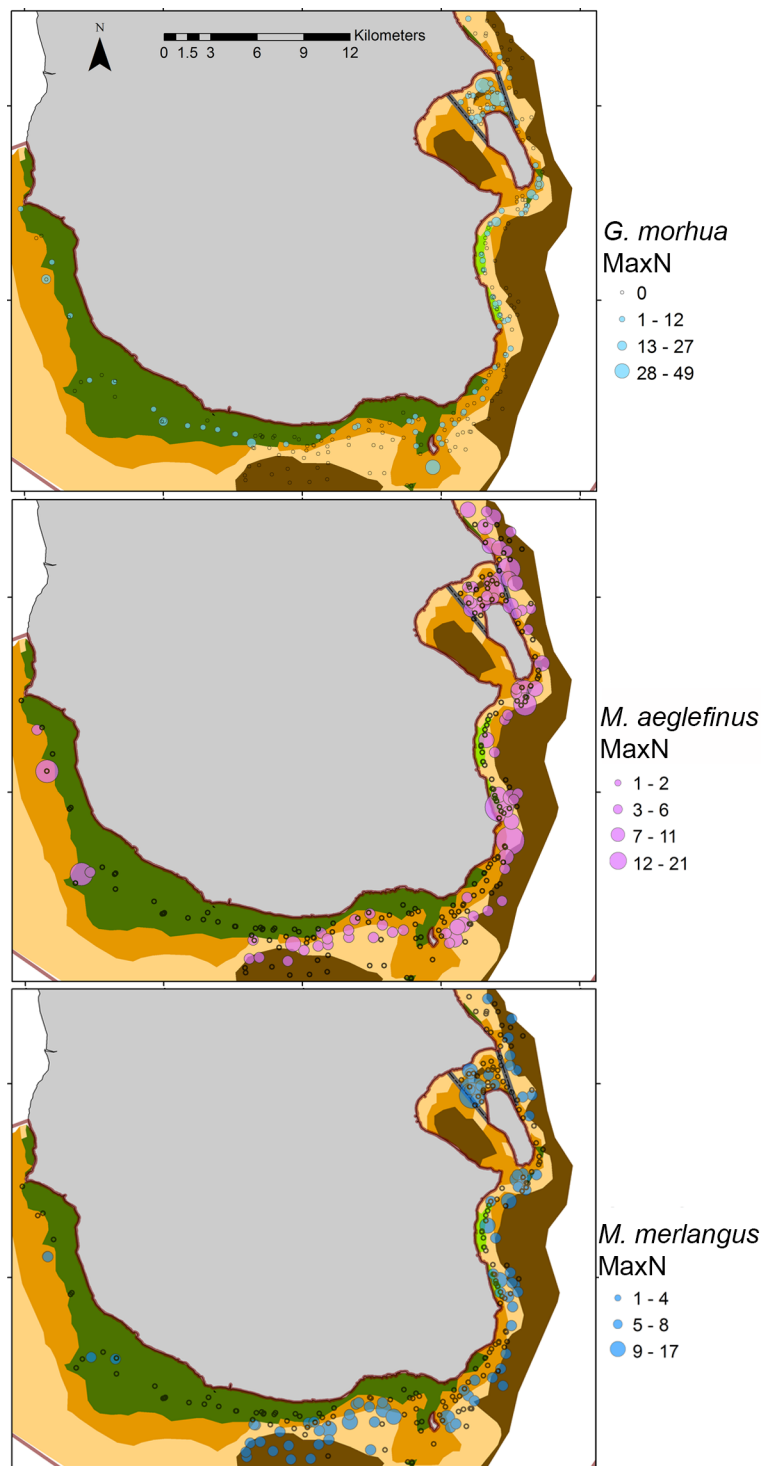 N
Kilometers
0 1.5 3 6 9 12
G. morhua
MaxN
0
1 - 12
13 - 27
28 - 49
M. aeglefinus
MaxN
1 - 2
3 - 6
7 - 11
12 - 21
M. merlangus
MaxN
1 - 4
5 - 8
9 - 17